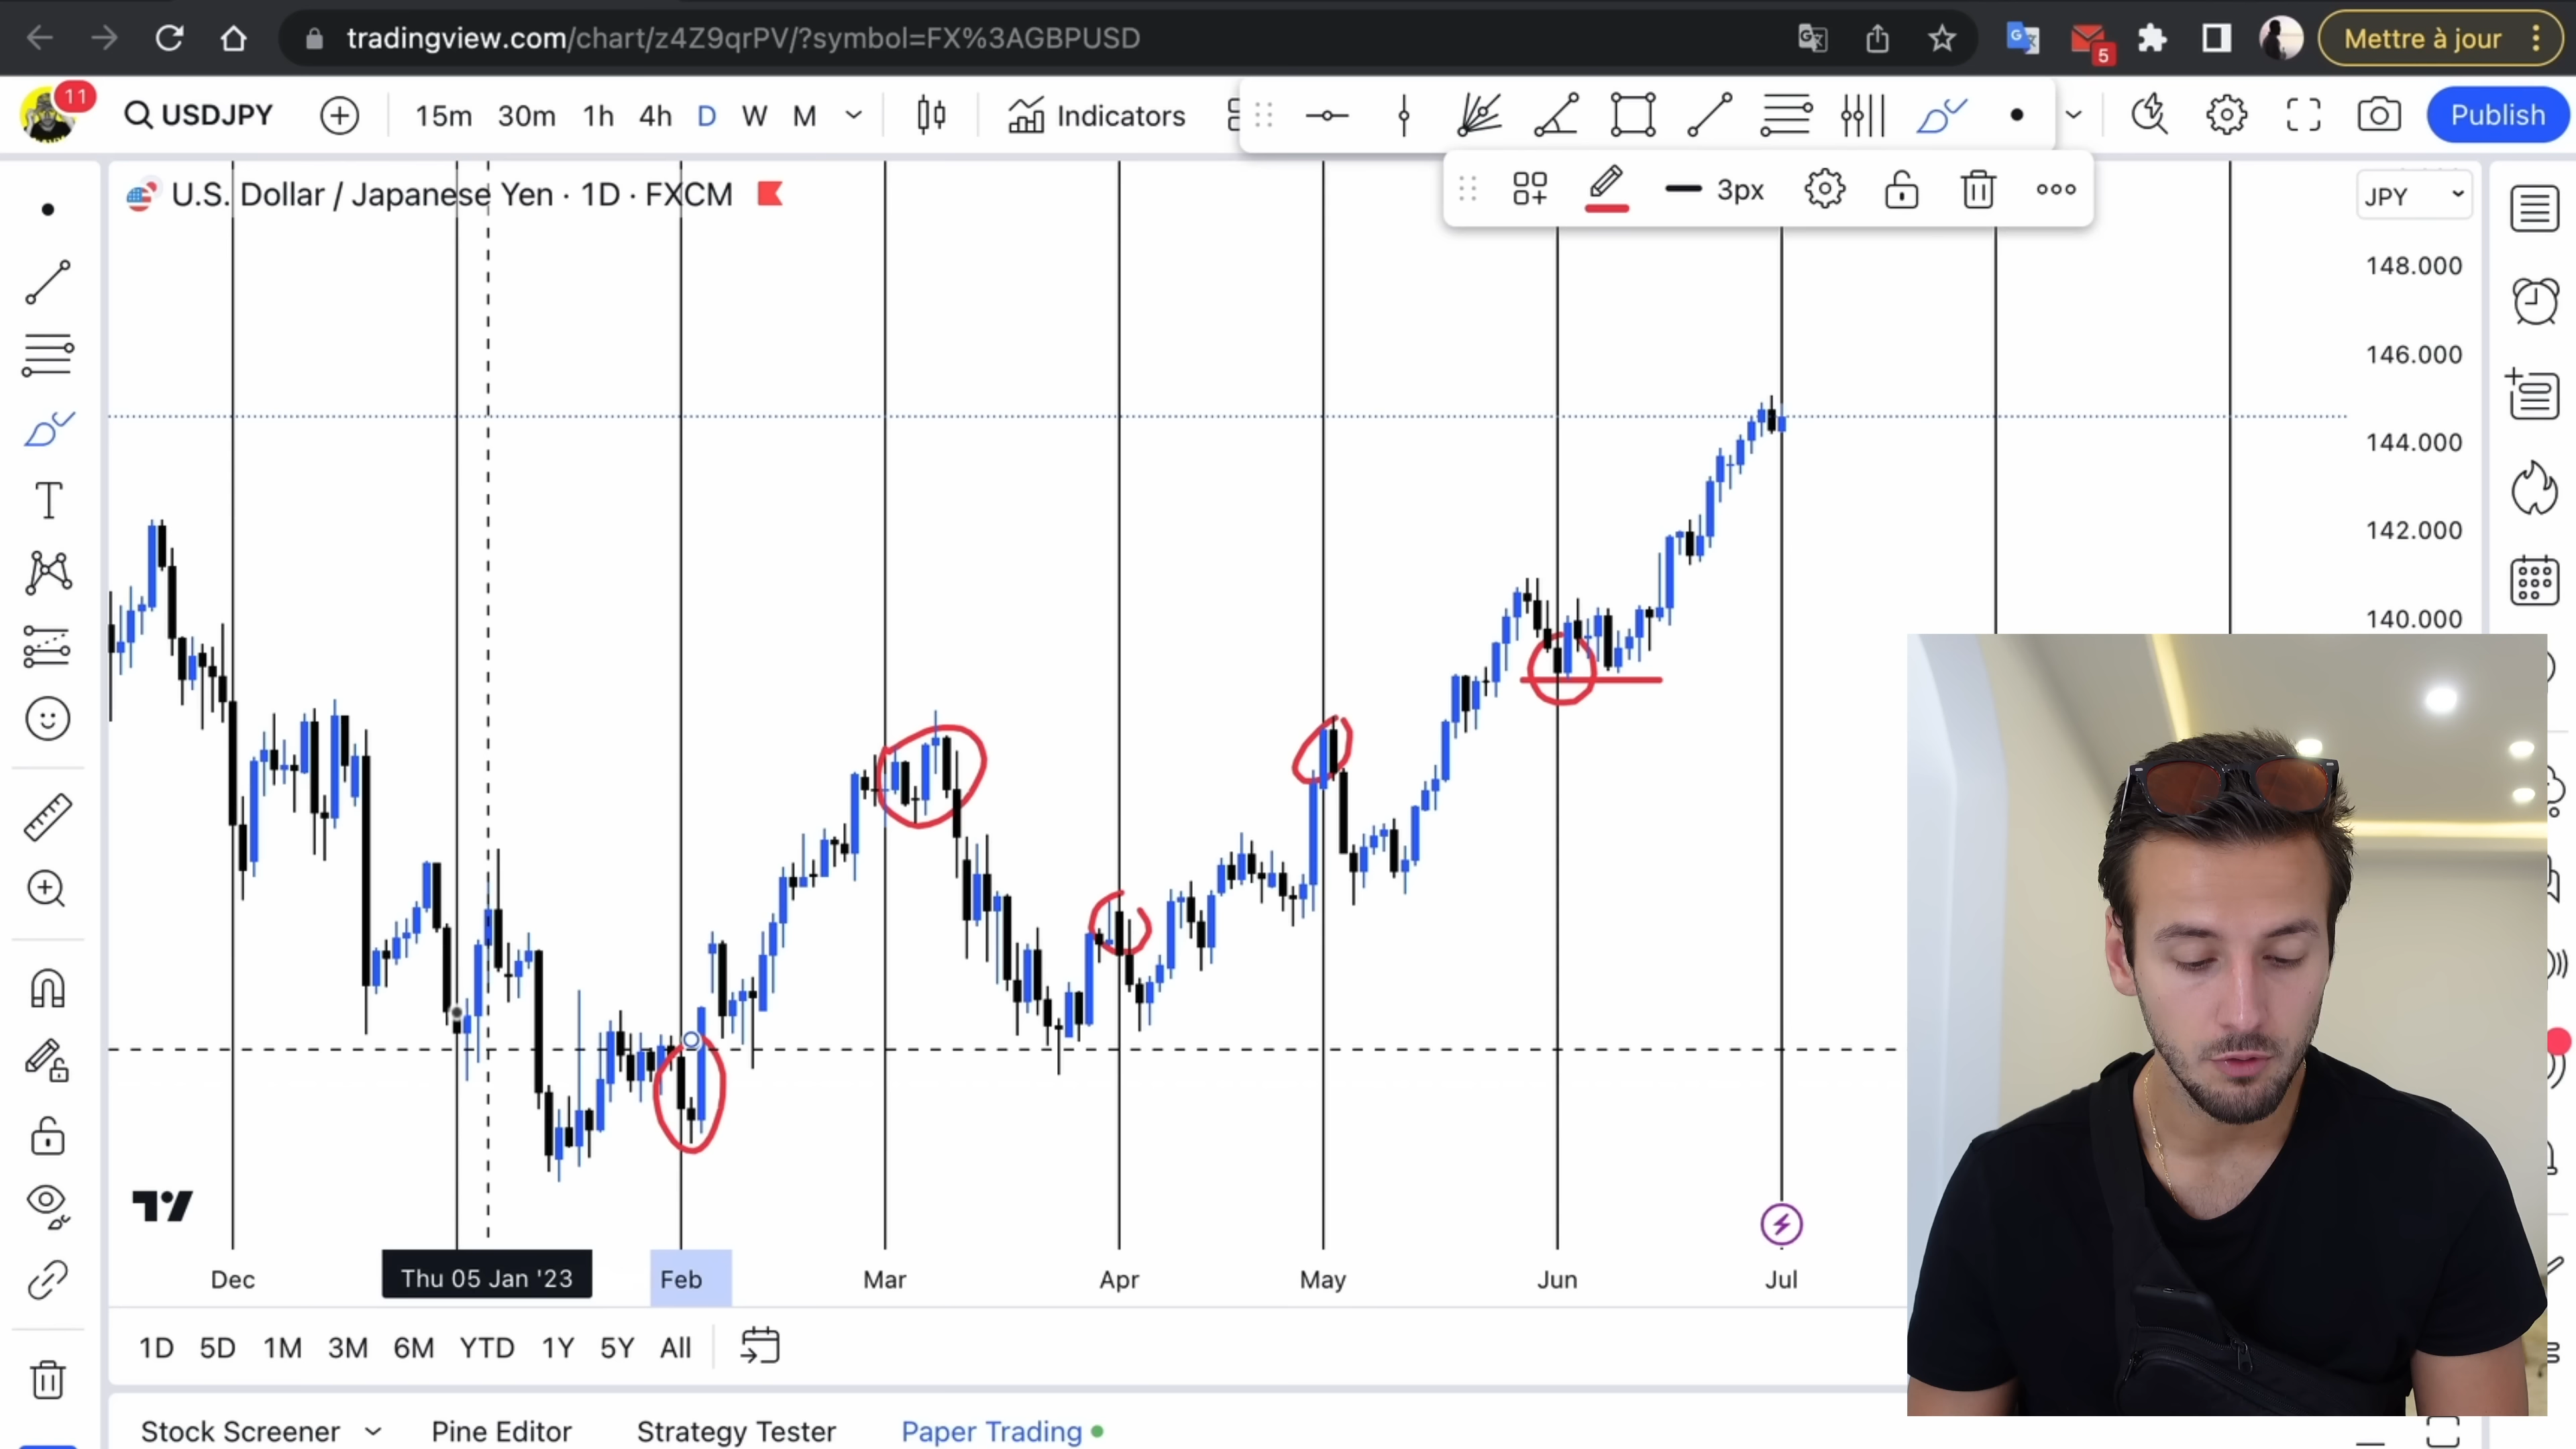 tradingview.com/chart/z4Z9qrPV/?symbol=FX%3AGBPUSD
5
Mettre à jour
11
USDJPY
15m 30m 1h 4h D W M
Indicators
Publish
3px
U.S. Dollar / Japanese Yen · 1D · FXCM
JPY
148.000
146.000
144.000
142.000
140.000
Dec
Thu 05 Jan '23
Feb
Mar
Apr
May
Jun
Jul
1D 5D 1M 3M 6M YTD 1Y 5Y All
Stock Screener Pine Editor Strategy Tester Paper Trading